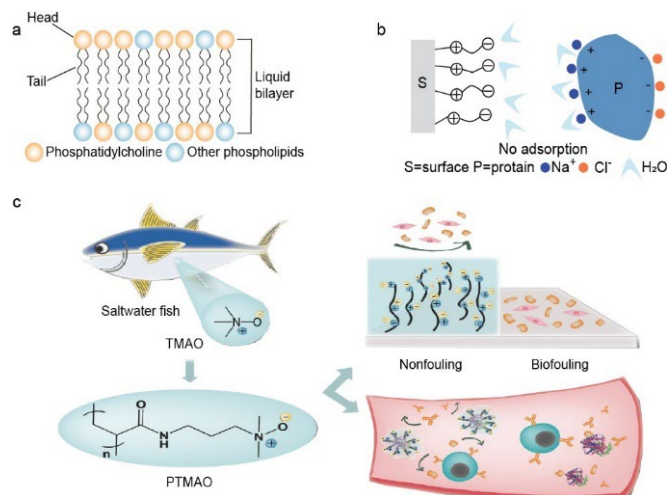 a
Head
Tail
Liquid
bilayer
Phosphatidylcholine Other phospholipids
b
S
P
+ −
+ −
+ −
+ −
+ + + +
- - -
No adsorption
S=surface P=protain Na⁺ Cl⁻ H₂O
c
Saltwater fish
N O
+ −
TMAO
O
n
N
H
N O
+ −
PTMAO
Nonfouling
Biofouling